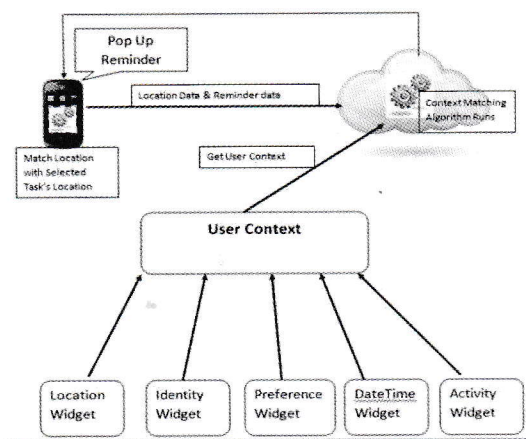 Pop Up
Reminder
Location Data & Reminder data
Context Matching
Algorithm Runs
Match Location
with Selected
Task's Location
Get User Context
User Context
Location
Widget
Identity
Widget
Preference
Widget
DateTime
Widget
Activity
Widget